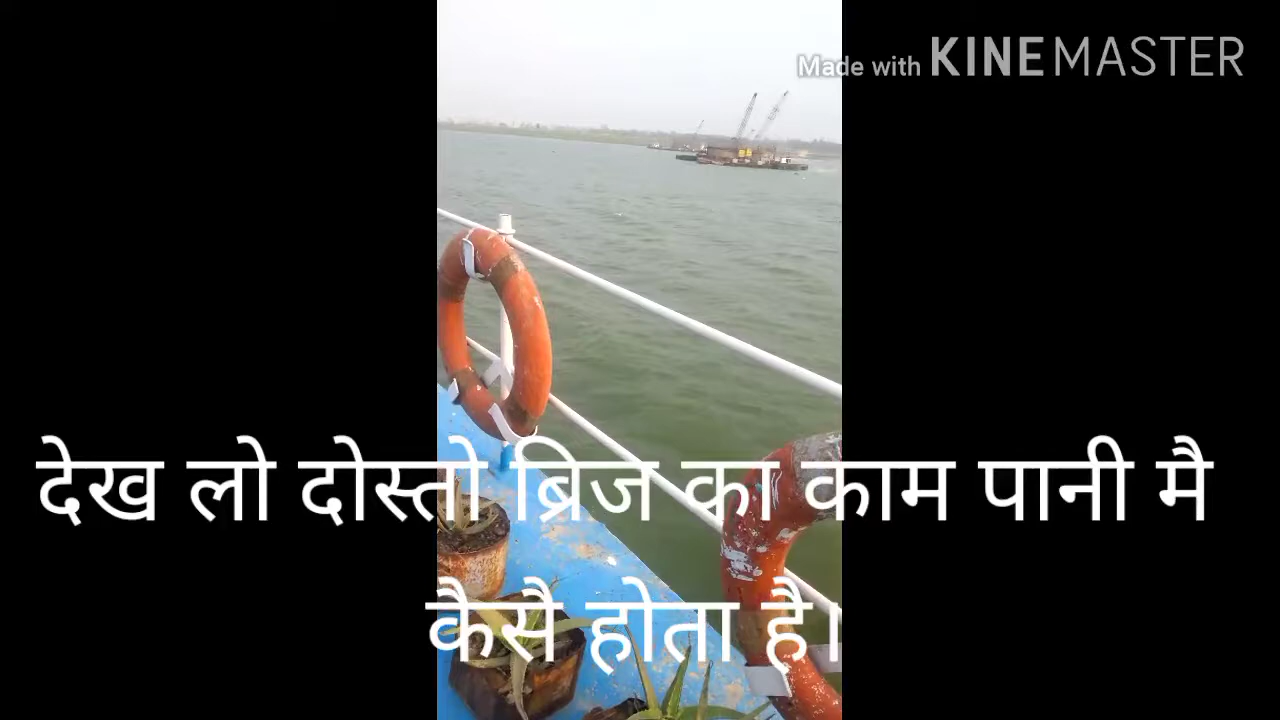 Made with KINEMASTER
देख लो दोस्तो ब्रिज का काम पानी मै
कैसै होता है।